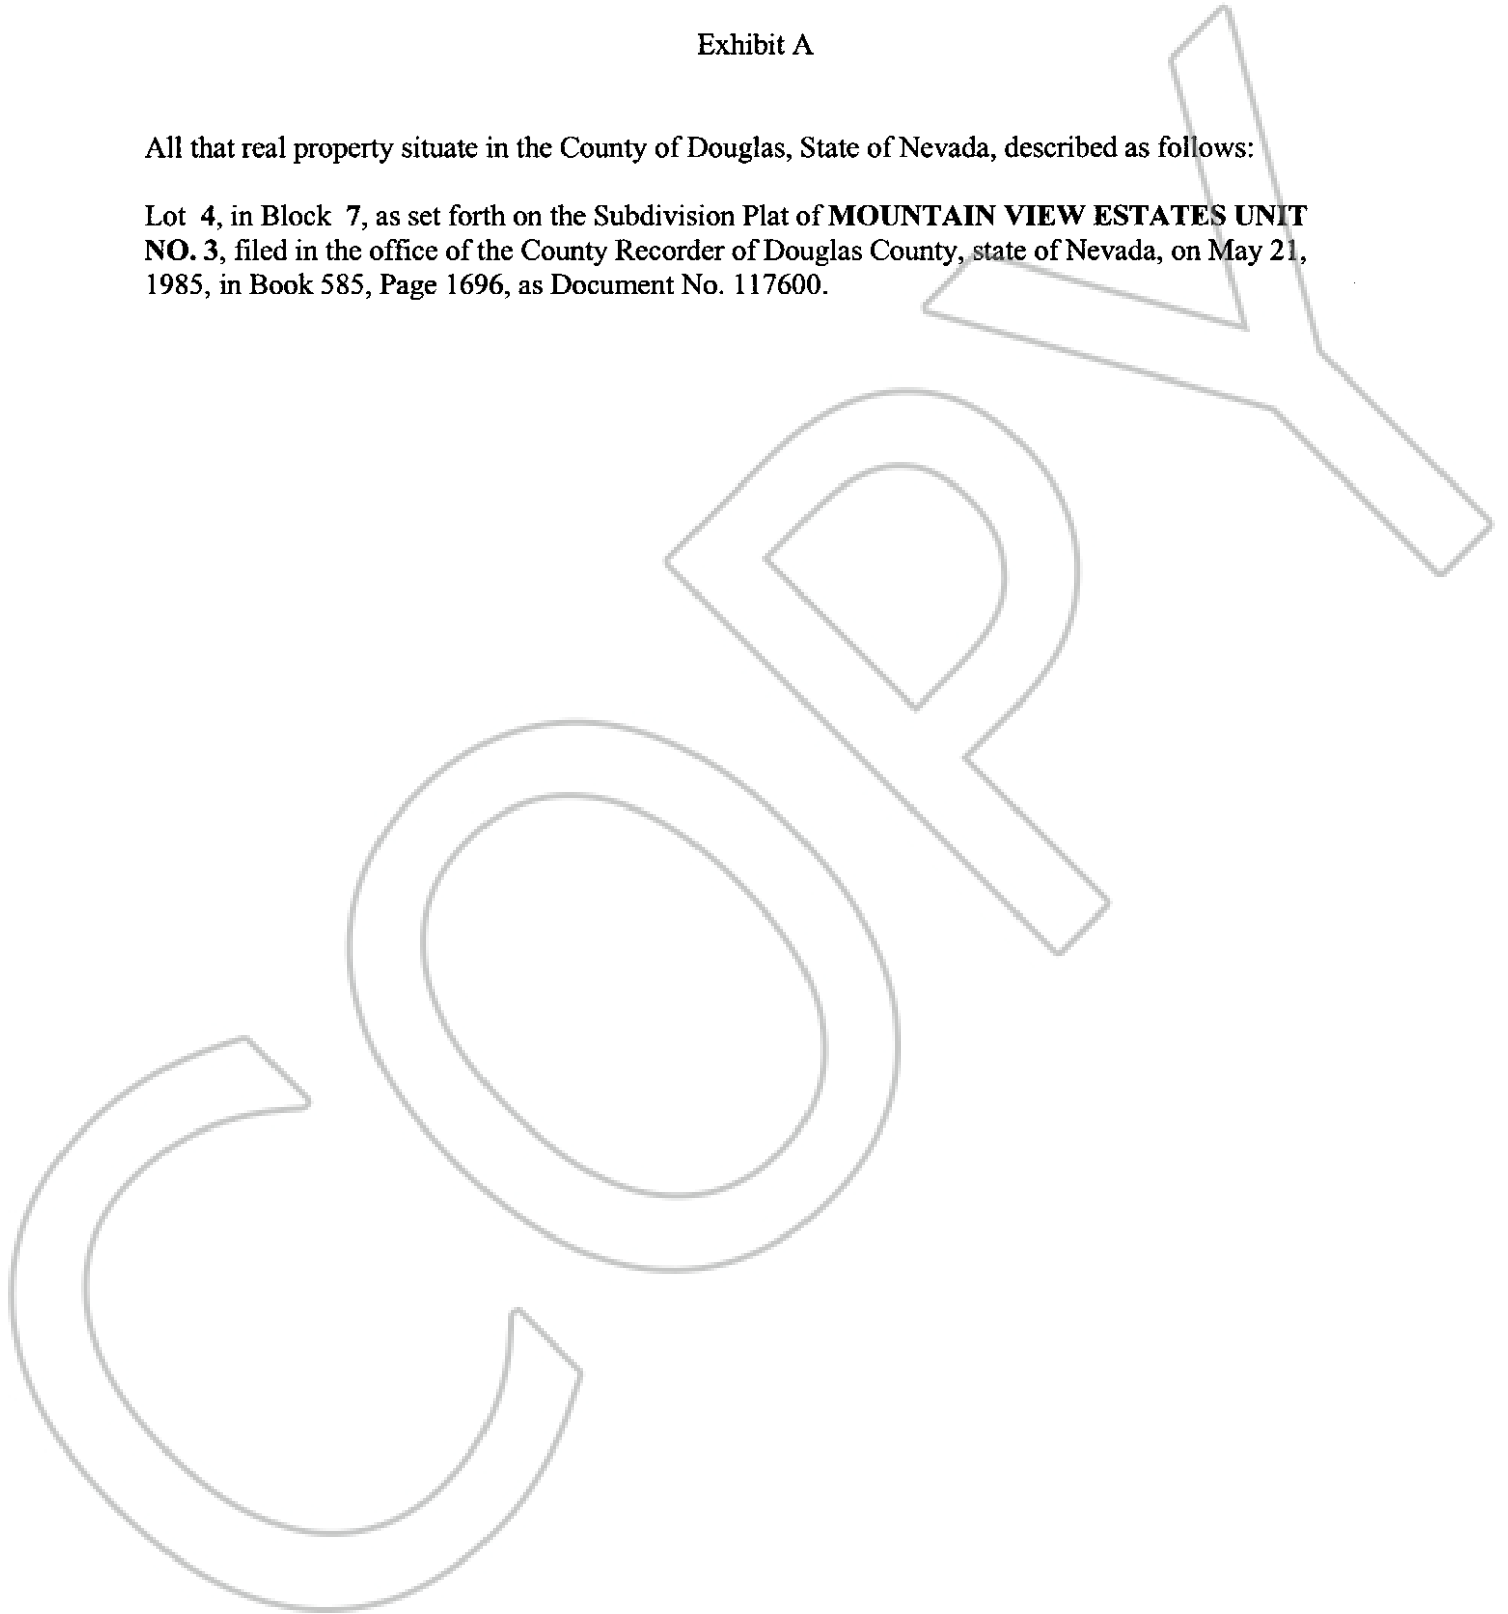 Exhibit A
All that real property situate in the County of Douglas, State of Nevada, described as follows:
Lot 4, in Block 7, as set forth on the Subdivision Plat of MOUNTAIN VIEW ESTATES UNIT
NO. 3, filed in the office of the County Recorder of Douglas County, state of Nevada, on May 21,
1985, in Book 585, Page 1696, as Document No. 117600.
COPY